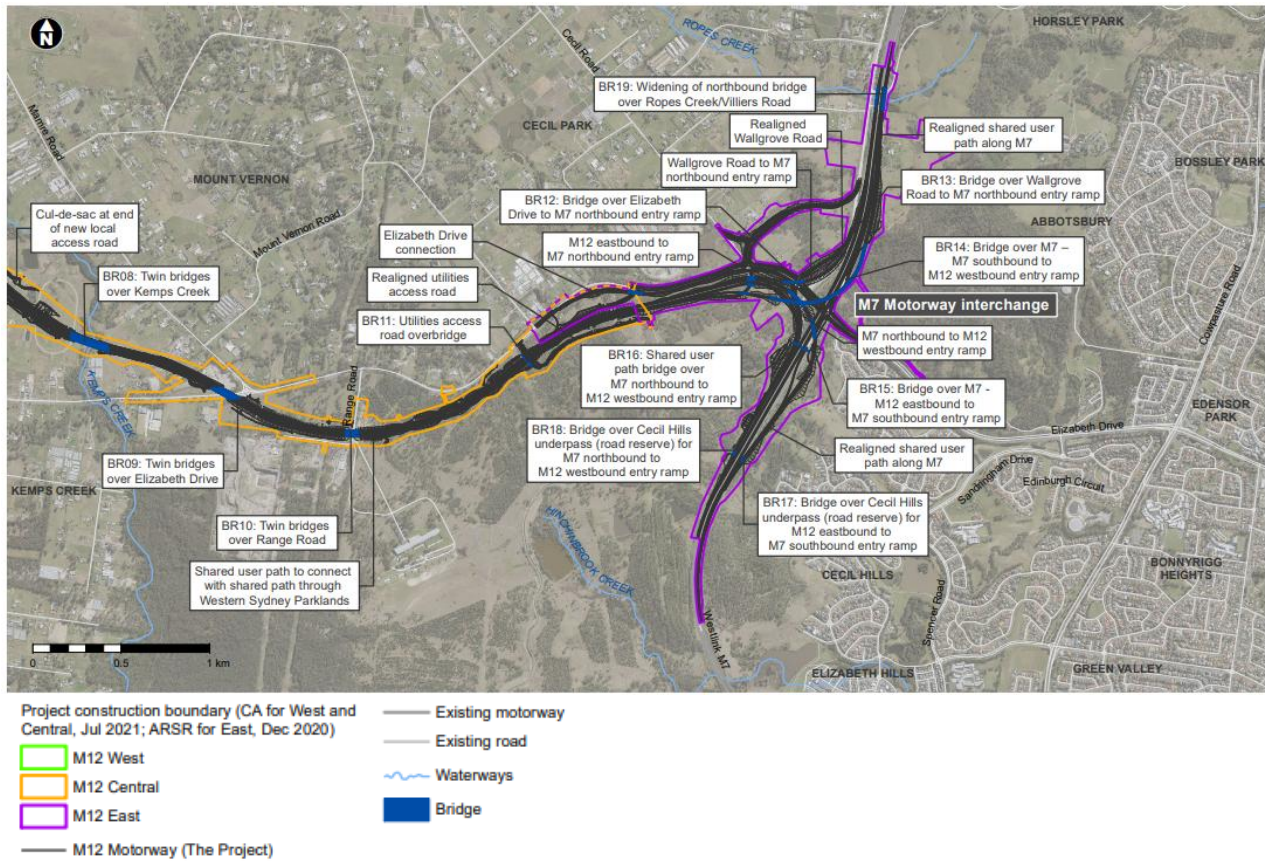 N
HORSLEY PARK
ROPES CREEK
Cecil Road
BR19: Widening of northbound bridge
over Ropes Creek/Villiers Road
Mamre Road
CECIL PARK
Realigned
Wallgrove Road
Realigned shared user
path along M7
BOSSLEY PARK
MOUNT VERNON
Wallgrove Road to M7
northbound entry ramp
BR13: Bridge over Wallgrove
Road to M7 northbound entry ramp
BR12: Bridge over Elizabeth
Drive to M7 northbound entry ramp
ABBOTSBURY
Cul-de-sac at end
of new local
access road
Mount Vernon Road
Elizabeth Drive
connection
M12 eastbound to
M7 northbound entry ramp
BR14: Bridge over M7 –
M7 southbound to
M12 westbound entry ramp
BR08: Twin bridges
over Kemps Creek
Realigned utilities
access road
M7 Motorway interchange
Cowpasture Road
BR11: Utilities access
road overbridge
M7 northbound to M12
westbound entry ramp
BR16: Shared user
path bridge over
M7 northbound to
M12 westbound entry ramp
KEMPS CREEK
Range Road
BR15: Bridge over M7 -
M12 eastbound to
M7 southbound entry ramp
EDENSOR
PARK
Elizabeth Drive
BR18: Bridge over Cecil Hills
underpass (road reserve) for
M7 northbound to
M12 westbound entry ramp
Realigned shared user
path along M7
BR09: Twin bridges
over Elizabeth Drive
Sandringham Drive
Edinburgh Circuit
KEMPS CREEK
BR10: Twin bridges
over Range Road
BR17: Bridge over Cecil Hills
underpass (road reserve) for
M12 eastbound to
M7 southbound entry ramp
HINCHINBROOK CREEK
BONNYRIGG
HEIGHTS
Shared user path to connect
with shared path through
Western Sydney Parklands
CECIL HILLS
Spencer Road
Westlink M7
0 0.5 1 km
ELIZABETH HILLS
GREEN VALLEY
Project construction boundary (CA for West and
Central, Jul 2021; ARSR for East, Dec 2020)
M12 West
M12 Central
M12 East
M12 Motorway (The Project)
Existing motorway
Existing road
Waterways
Bridge